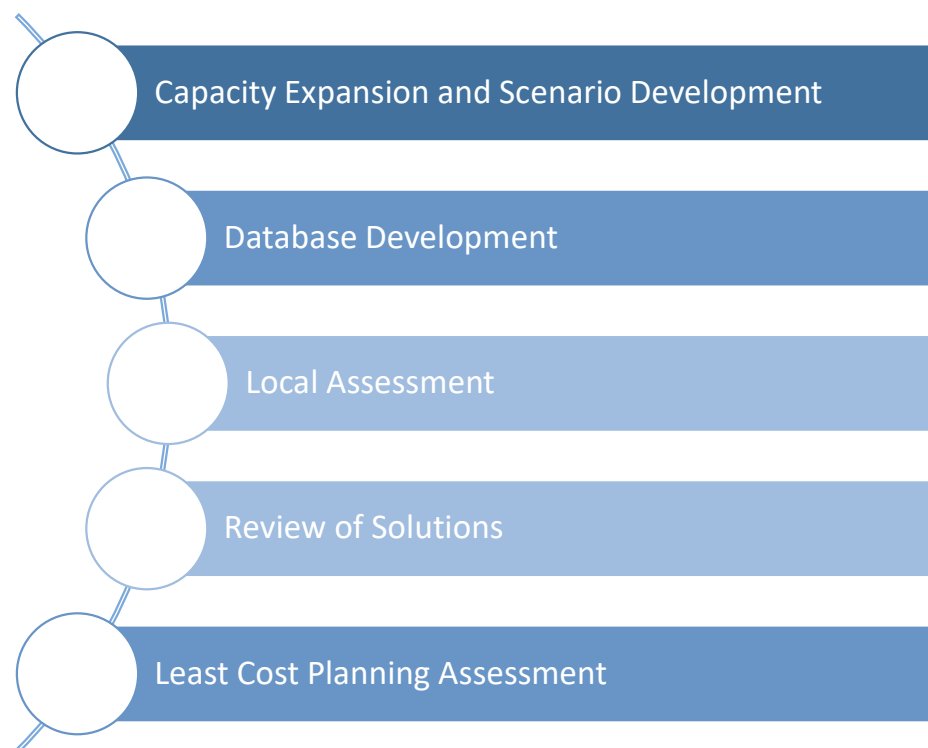 Capacity Expansion and Scenario Development
Database Development
Local Assessment
Review of Solutions
Least Cost Planning Assessment